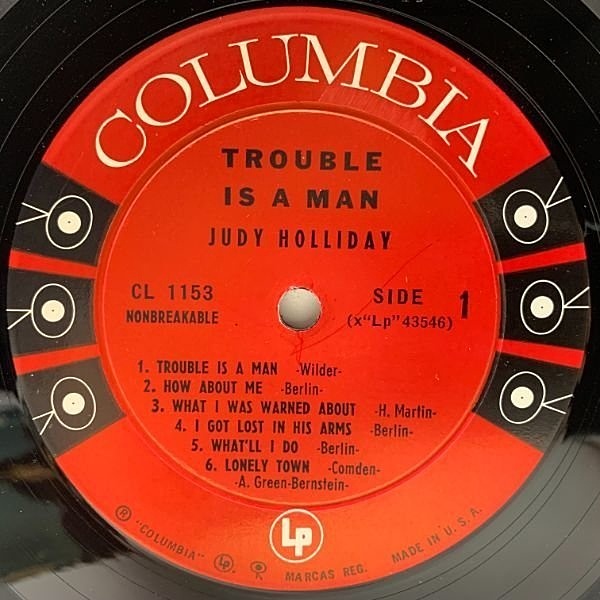 COLUMBIA
TROUBLE
IS A MAN
JUDY HOLLIDAY
CL 1153
NONBREAKABLE
SIDE 1
(x"Lp" 43546)
1. TROUBLE IS A MAN -Wilder-
2. HOW ABOUT ME -Berlin-
3. WHAT I WAS WARNED ABOUT -H. Martin-
4. I GOT LOST IN HIS ARMS -Berlin-
5. WHAT'LL I DO -Berlin-
6. LONELY TOWN -Comden-
-A. Green-Bernstein-
Lp
® "COLUMBIA" Lp MARCAS REG. MADE IN U. S. A.